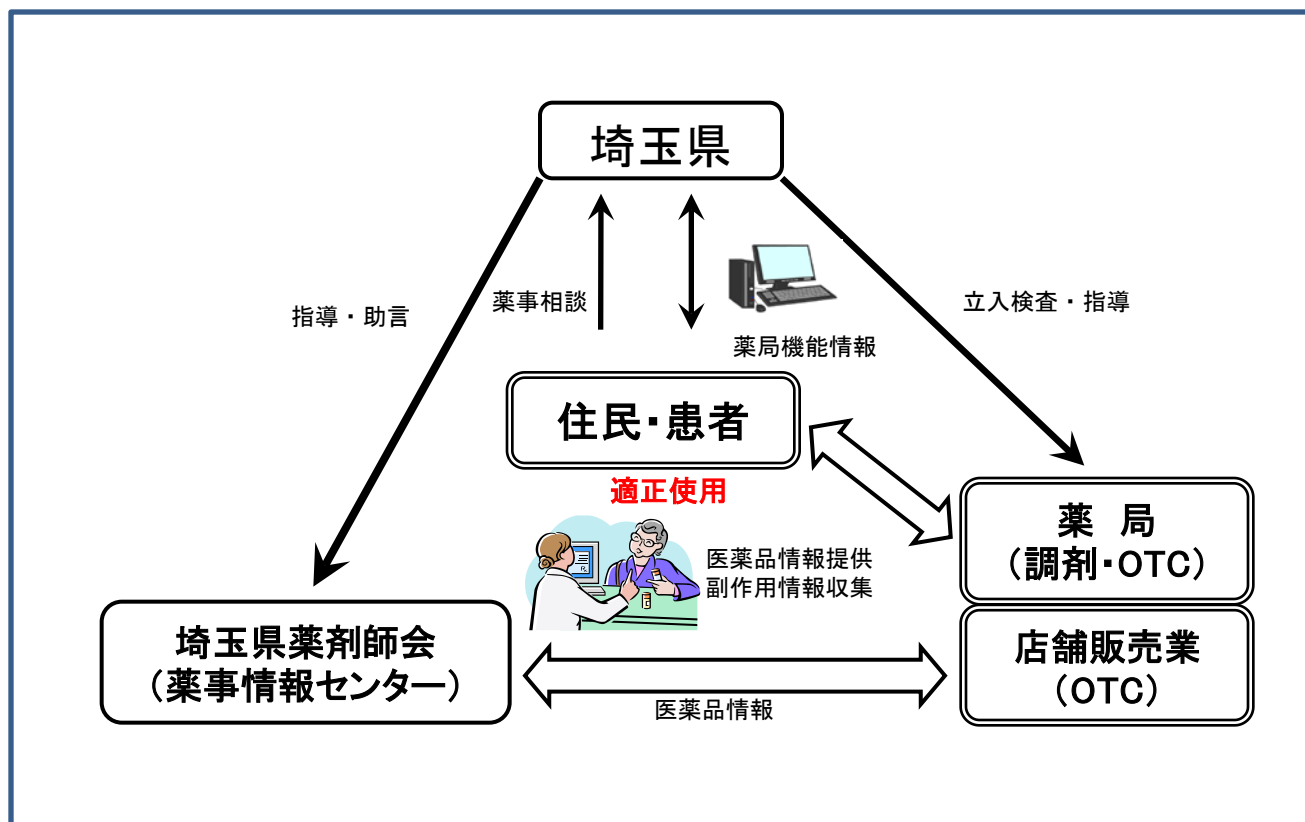 埼玉県
指導・助言
薬事相談
薬局機能情報
立入検査・指導
住民・患者
適正使用
医薬品情報提供
副作用情報収集
薬 局
（調剤・OTC）
店舗販売業
（OTC）
埼玉県薬剤師会
（薬事情報センター）
医薬品情報